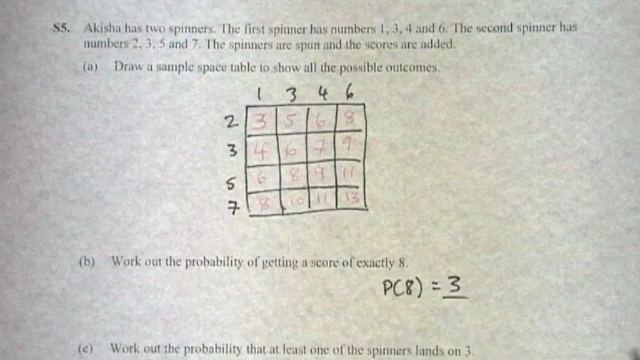 S5. Akisha has two spinners. The first spinner has numbers 1, 3, 4 and 6. The second spinner has
numbers 2, 3, 5 and 7. The spinners are spun and the scores are added.
(a) Draw a sample space table to show all the possible outcomes.
1 3 4 6
2 3 5 6 8
3 4 6 7 9
5 6 8 9 11
7 8 10 11 13
(b) Work out the probability of getting a score of exactly 8.
P(8) = 3
(c) Work out the probability that at least one of the spinners lands on 3.